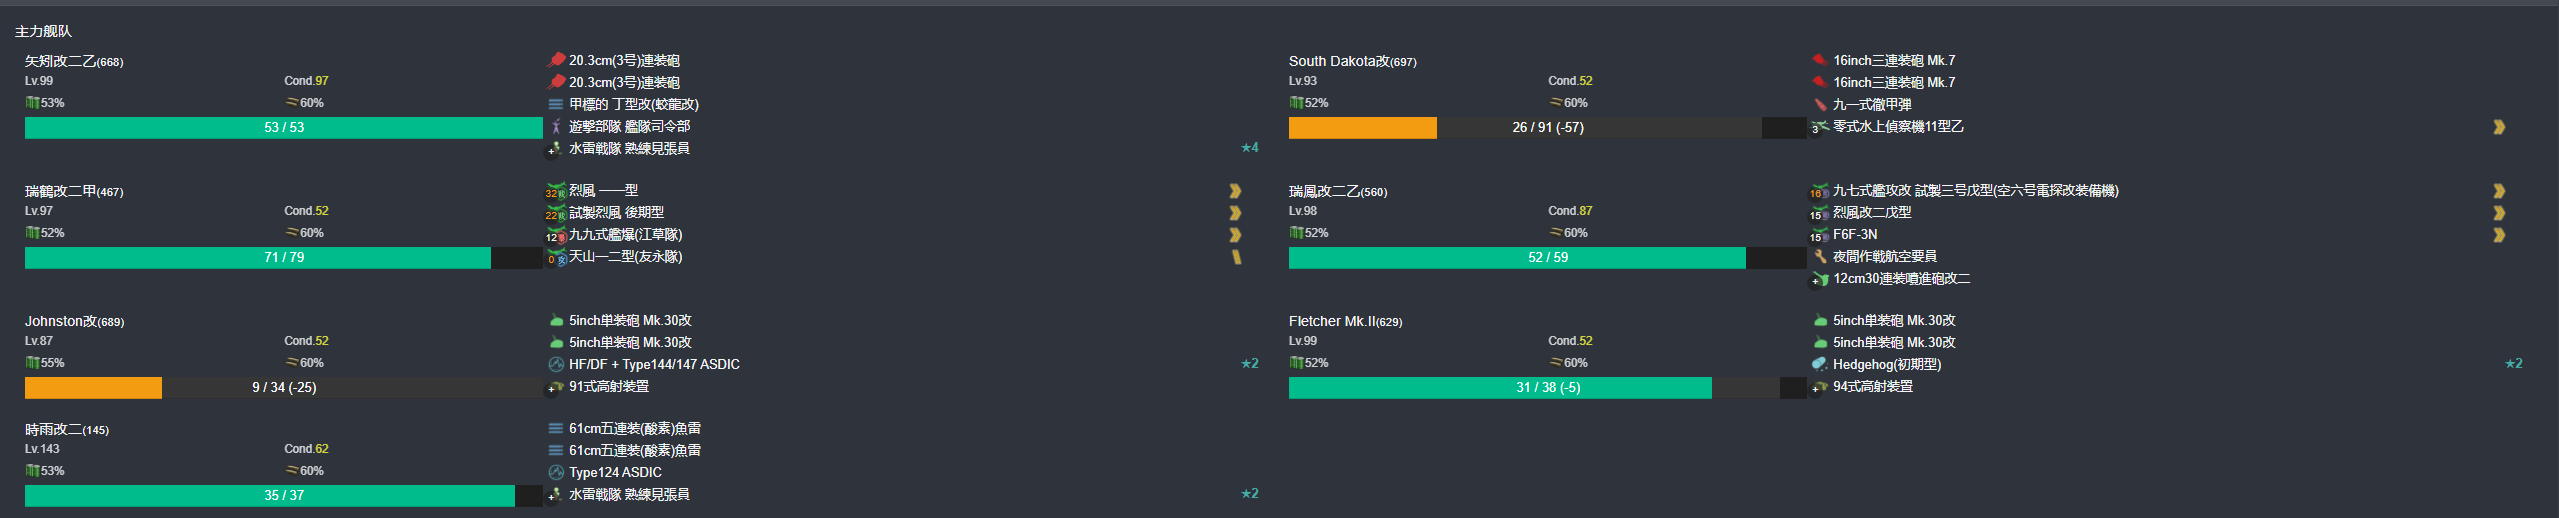 主力舰队
矢矧改二乙(668)
Lv.99 Cond.97
53% 60%
53 / 53
20.3cm(3号)連装砲
20.3cm(3号)連装砲
甲標的 丁型改(蛟龍改)
遊撃部隊 艦隊司令部
+ 水雷戦隊 熟練見張員 ★4
South Dakota改(697)
Lv.93 Cond.52
52% 60%
26 / 91 (-57)
16inch三連装砲 Mk.7
16inch三連装砲 Mk.7
九一式徹甲弾
3 零式水上偵察機11型乙
瑞鶴改二甲(467)
Lv.97 Cond.52
52% 60%
71 / 79
32 烈風 一一型
22 試製烈風 後期型
12 九九式艦爆(江草隊)
0 天山一二型(友永隊)
瑞鳳改二乙(560)
Lv.98 Cond.87
52% 60%
52 / 59
16 九七式艦攻改 試製三号戊型(空六号電探改装備機)
15 烈風改二戊型
15 F6F-3N
夜間作戦航空要員
+ 12cm30連装噴進砲改二
Johnston改(689)
Lv.87 Cond.52
55% 60%
9 / 34 (-25)
5inch単装砲 Mk.30改
5inch単装砲 Mk.30改
HF/DF + Type144/147 ASDIC ★2
+ 91式高射装置
Fletcher Mk.II(629)
Lv.99 Cond.52
52% 60%
31 / 38 (-5)
5inch単装砲 Mk.30改
5inch単装砲 Mk.30改
Hedgehog(初期型) ★2
+ 94式高射装置
時雨改二(145)
Lv.143 Cond.62
53% 60%
35 / 37
61cm五連装(酸素)魚雷
61cm五連装(酸素)魚雷
Type124 ASDIC
+ 水雷戦隊 熟練見張員 ★2